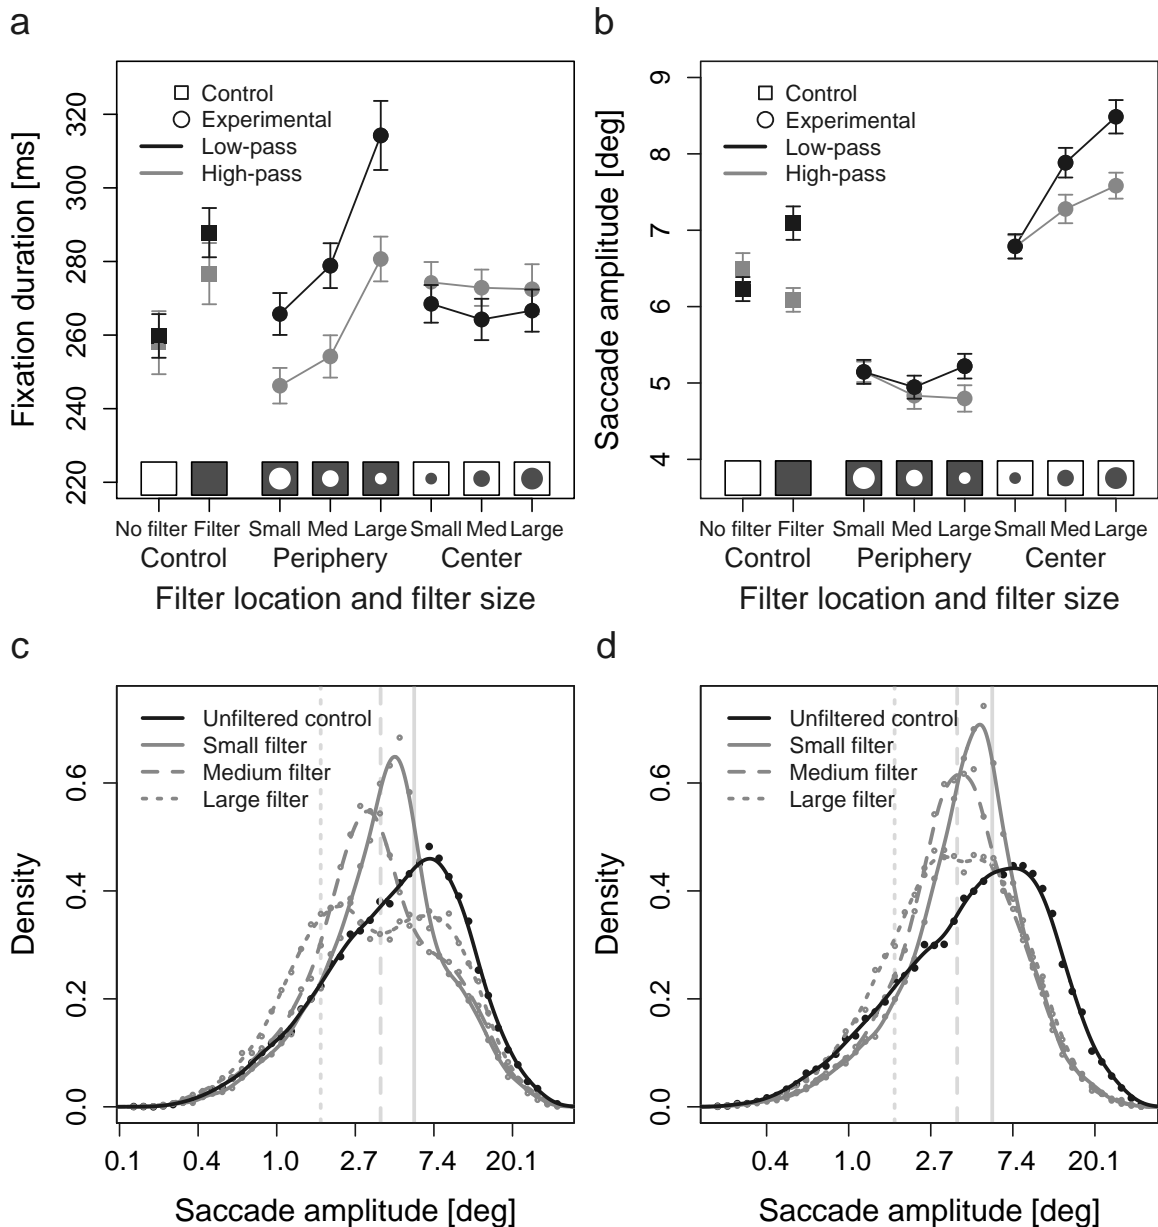 a
Fixation duration [ms]
220 240 260 280 300 320
Control
Experimental
Low-pass
High-pass
No filter Filter Small Med Large Small Med Large
Control Periphery Center
Filter location and filter size
b
Saccade amplitude [deg]
4 5 6 7 8 9
Control
Experimental
Low-pass
High-pass
No filter Filter Small Med Large Small Med Large
Control Periphery Center
Filter location and filter size
c
Density
0.0 0.2 0.4 0.6
Unfiltered control
Small filter
Medium filter
Large filter
0.1 0.4 1.0 2.7 7.4 20.1
Saccade amplitude [deg]
d
Density
0.0 0.2 0.4 0.6
Unfiltered control
Small filter
Medium filter
Large filter
0.4 1.0 2.7 7.4 20.1
Saccade amplitude [deg]